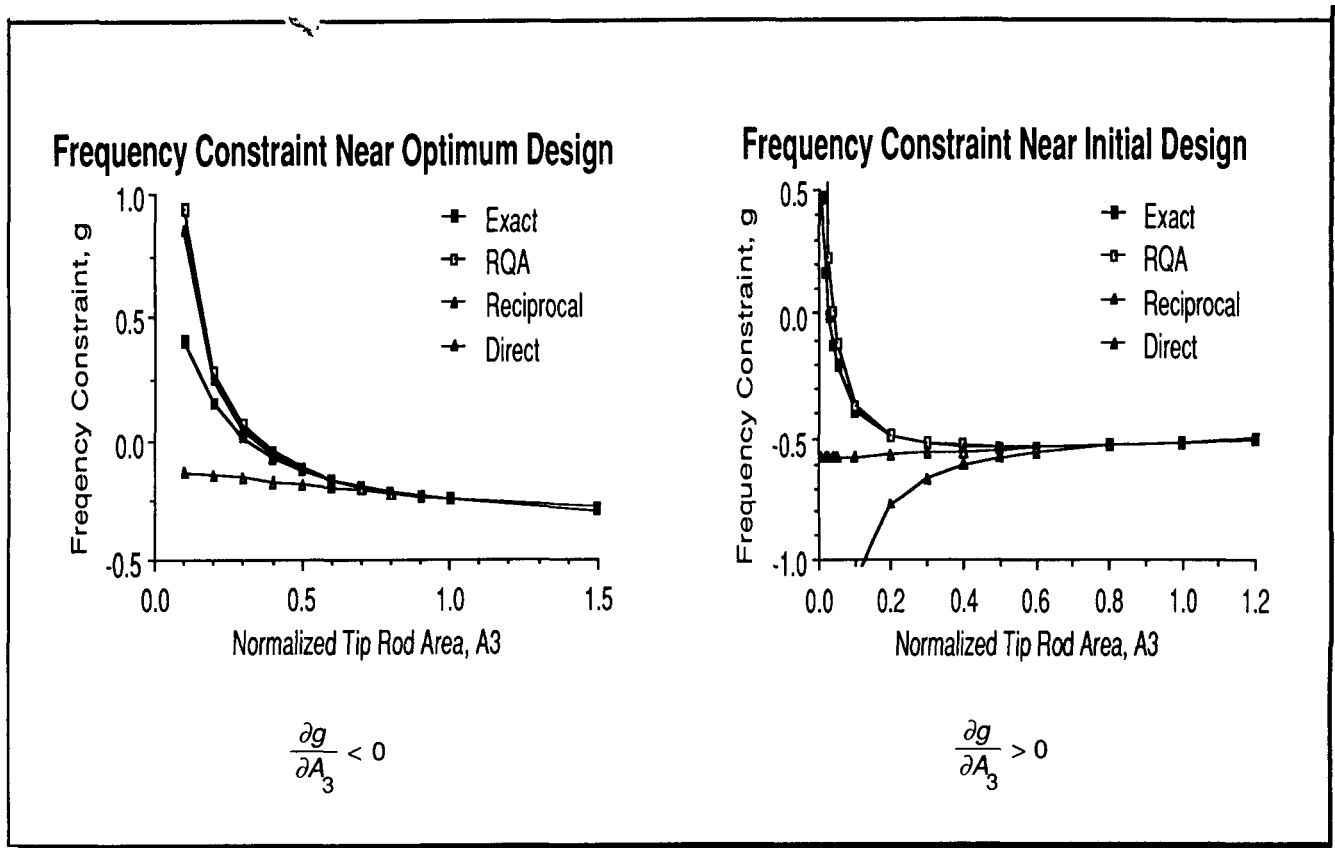 Frequency Constraint Near Optimum Design
Freqency Constraint, g
1.0
0.5
0.0
-0.5
Exact
RQA
Reciprocal
Direct
0.0 0.5 1.0 1.5
Normalized Tip Rod Area, A3
∂g/∂A₃ < 0
Frequency Constraint Near Initial Design
Frequency Constraint, g
0.5
0.0
-0.5
-1.0
Exact
RQA
Reciprocal
Direct
0.0 0.2 0.4 0.6 0.8 1.0 1.2
Normalized Tip Rod Area, A3
∂g/∂A₃ > 0